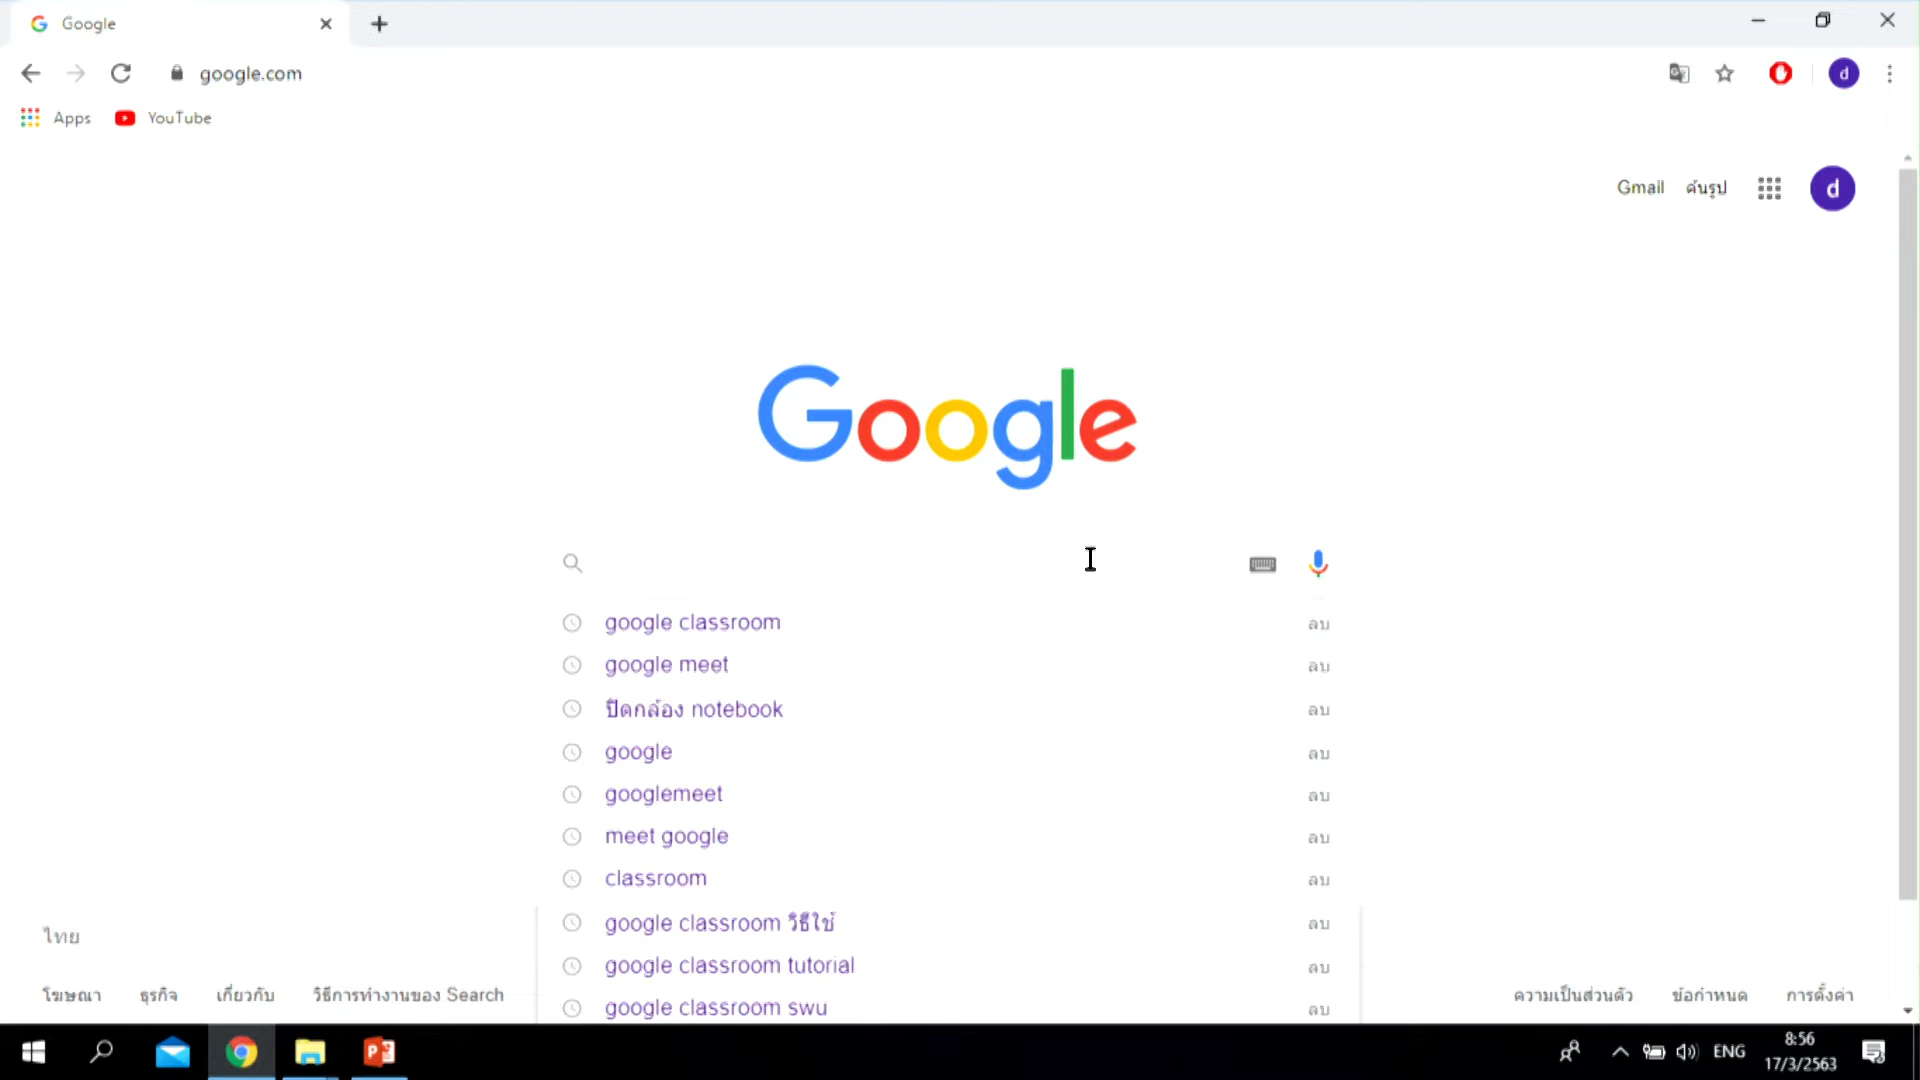 Google
google.com
d
Apps
YouTube
Gmail
ค้นรูป
d
Google
google classroom
ลบ
google meet
ลบ
ปิดกล้อง notebook
ลบ
google
ลบ
googlemeet
ลบ
meet google
ลบ
classroom
ลบ
google classroom วิธีใช้
ลบ
google classroom tutorial
ลบ
google classroom swu
ลบ
ไทย
โฆษณา
ธุรกิจ
เกี่ยวกับ
วิธีการทำงานของ Search
ความเป็นส่วนตัว
ข้อกำหนด
การตั้งค่า
ENG
8:56
17/3/2563